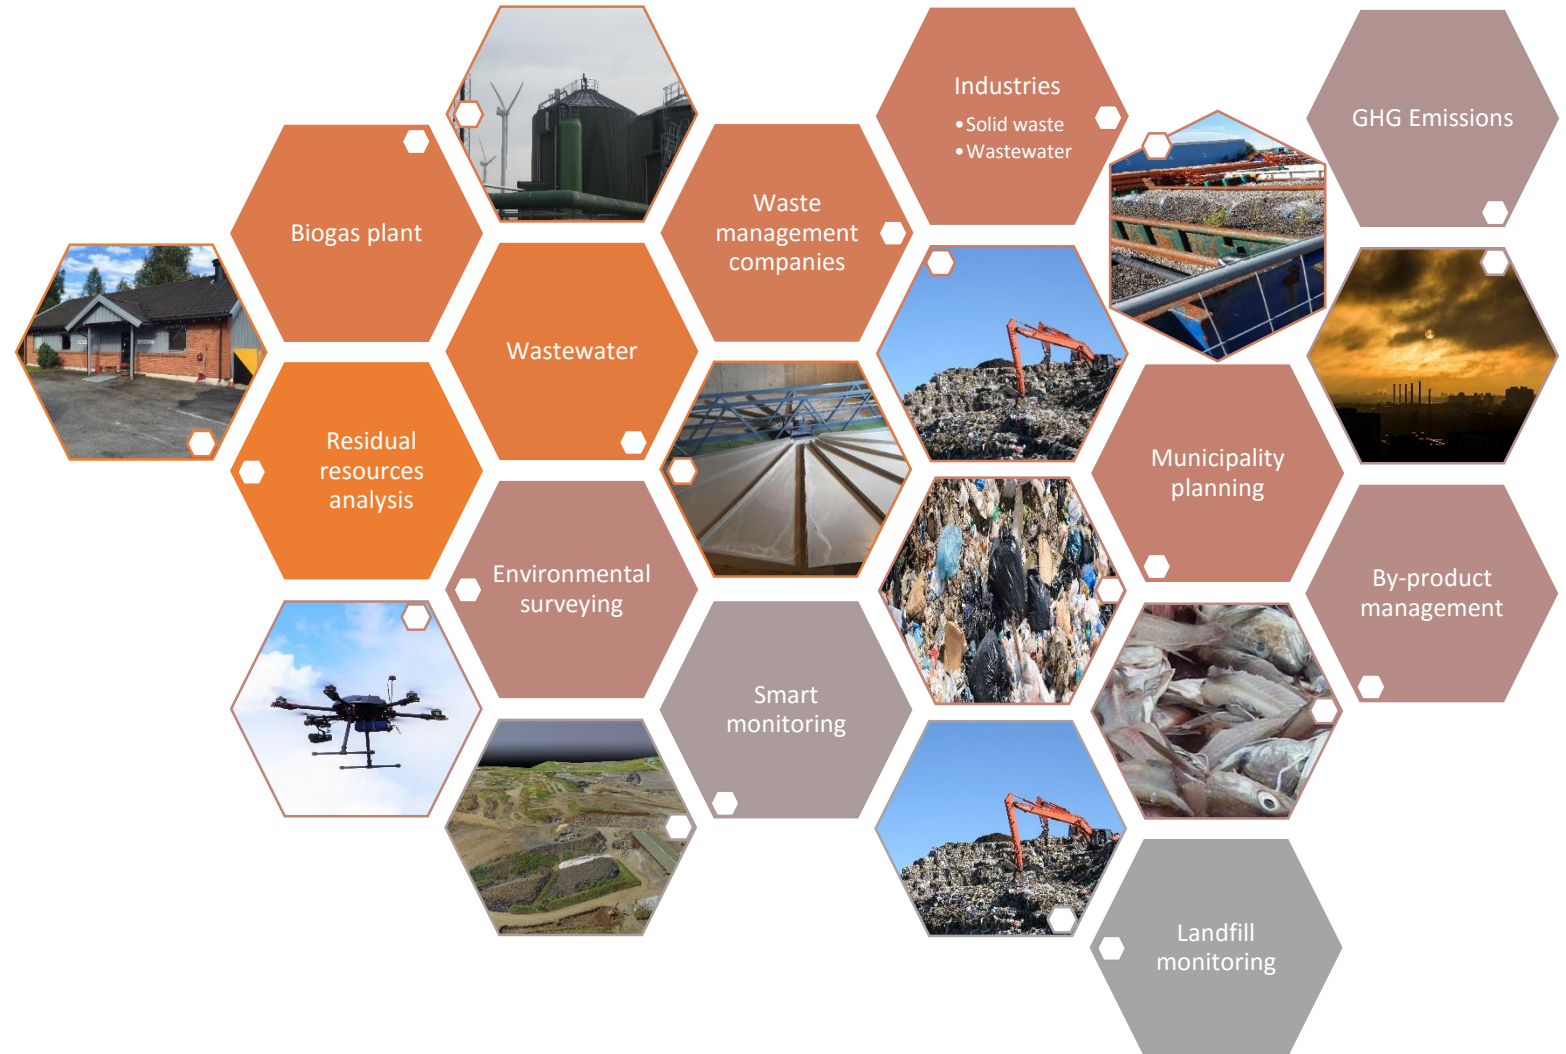 Industries
•Solid waste
•Wastewater
GHG Emissions
Biogas plant
Waste
management
companies
Wastewater
Residual
resources
analysis
Municipality
planning
Environmental
surveying
By-product
management
Smart
monitoring
Landfill
monitoring